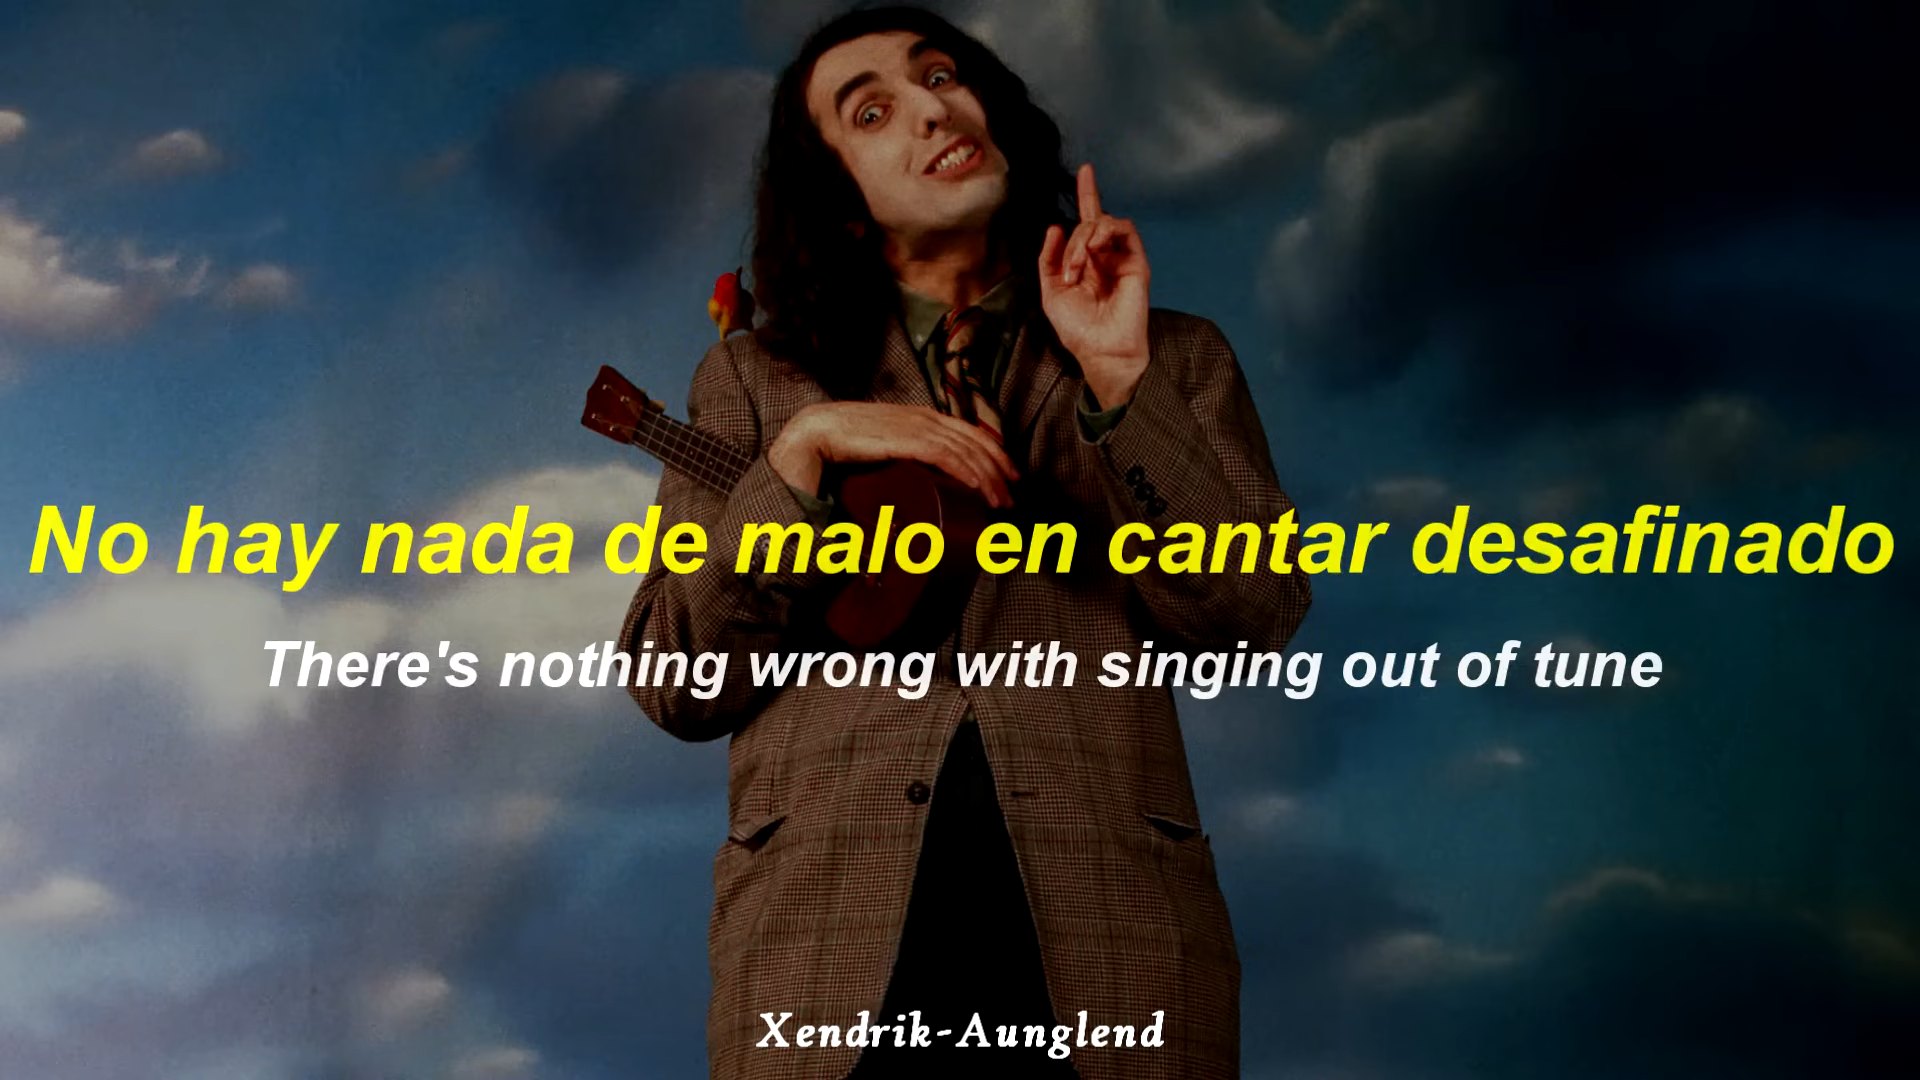 No hay nada de malo en cantar desafinado
There's nothing wrong with singing out of tune
Xendrik-Aunglend